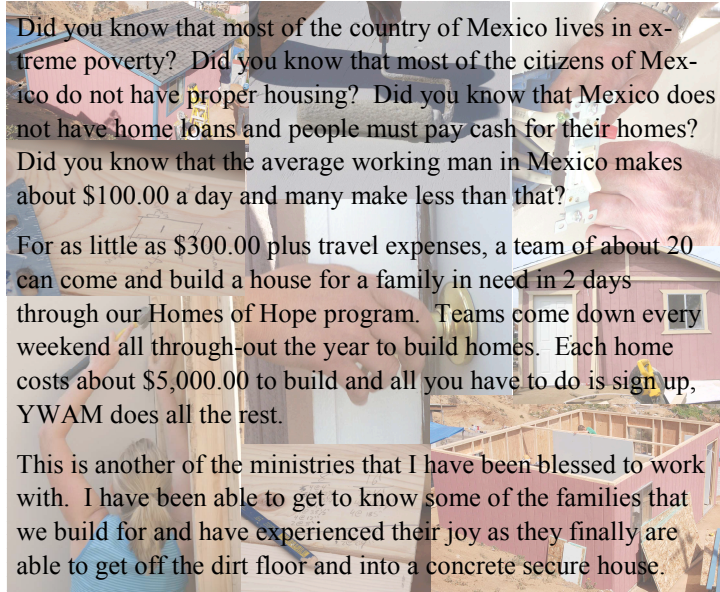 Did you know that most of the country of Mexico lives in ex-
treme poverty?  Did you know that most of the citizens of Mex-
ico do not have proper housing?  Did you know that Mexico does
not have home loans and people must pay cash for their homes?
Did you know that the average working man in Mexico makes
about $100.00 a day and many make less than that?
For as little as $300.00 plus travel expenses, a team of about 20
can come and build a house for a family in need in 2 days
through our Homes of Hope program.  Teams come down every
weekend all through-out the year to build homes.  Each home
costs about $5,000.00 to build and all you have to do is sign up,
YWAM does all the rest.
This is another of the ministries that I have been blessed to work
with.  I have been able to get to know some of the families that
we build for and have experienced their joy as they finally are
able to get off the dirt floor and into a concrete secure house.